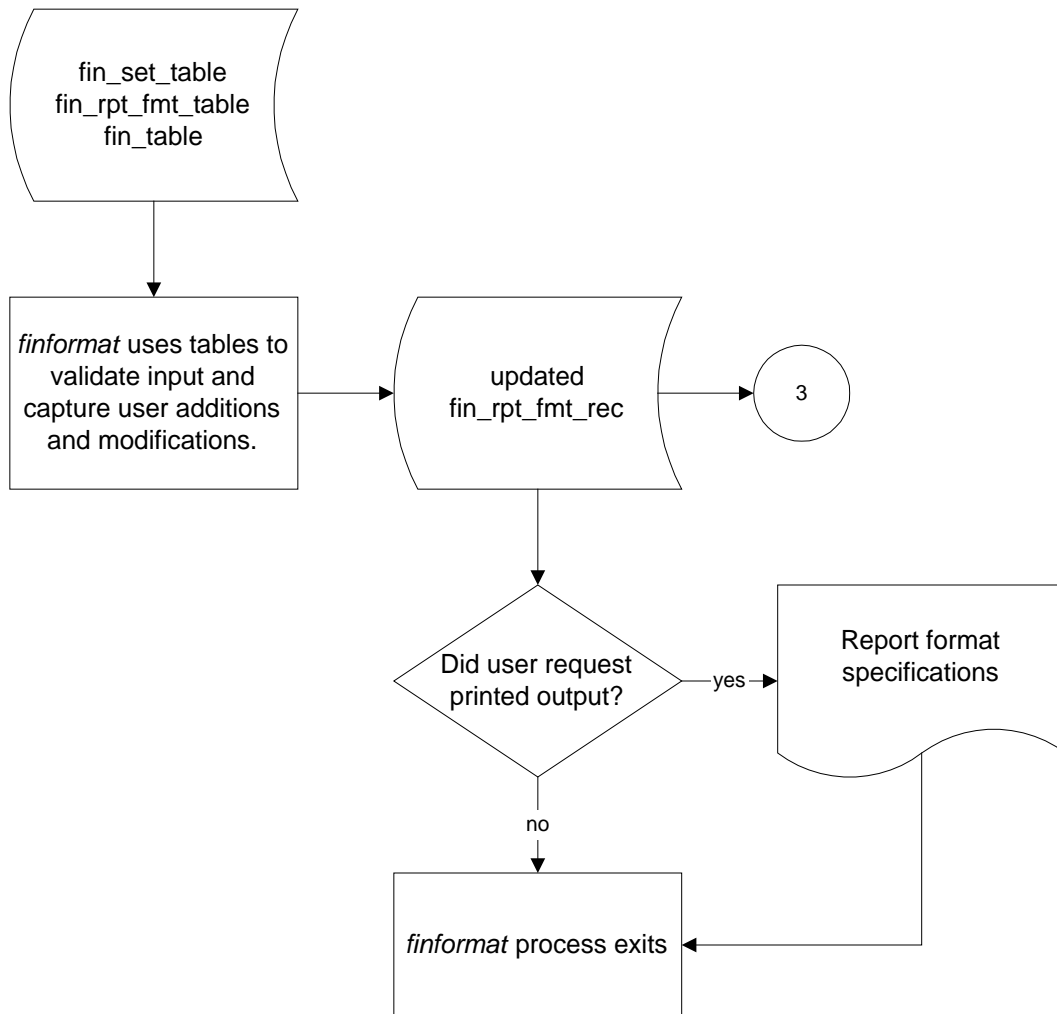 fin_set_table
fin_rpt_fmt_table
fin_table
finformat uses tables to
validate input and
capture user additions
and modifications.
updated
fin_rpt_fmt_rec
3
Did user request
printed output?
yes
Report format
specifications
no
finformat process exits